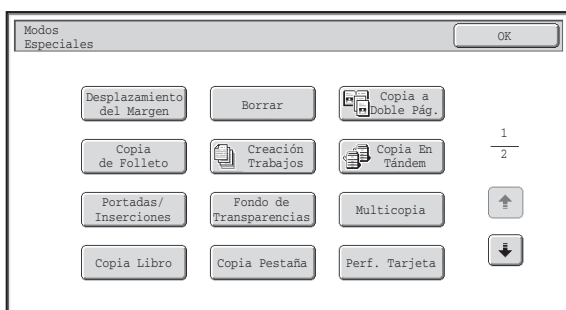 Modos
Especiales
OK
Desplazamiento
del Margen
Borrar
Copia a
Doble Pág.
Copia
de Folleto
Creación
Trabajos
Copia En
Tándem
1
2
Portadas/
Inserciones
Fondo de
Transparencias
Multicopia
Copia Libro
Copia Pestaña
Perf. Tarjeta